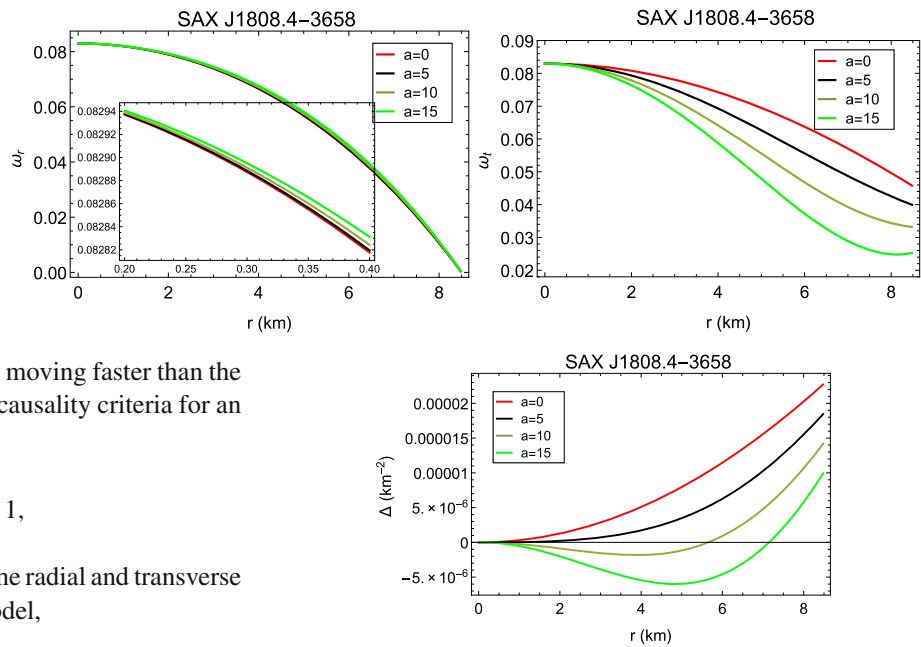 SAX J1808.4−3658
0.08
0.06
0.04
0.02
0.00
ω_r
a=0
a=5
a=10
a=15
0.08294
0.08292
0.08290
0.08288
0.08286
0.08284
0.08282
0.20 0.25 0.30 0.35 0.40
0 2 4 6 8
r (km)
SAX J1808.4−3658
0.09
0.08
0.07
0.06
0.05
0.04
0.03
0.02
ω_t
a=0
a=5
a=10
a=15
0 2 4 6 8
r (km)
moving faster than the
causality criteria for an
1,
he radial and transverse
odel,
SAX J1808.4−3658
0.00002
0.000015
0.00001
5. × 10⁻⁶
0
−5. × 10⁻⁶
Δ (km⁻²)
a=0
a=5
a=10
a=15
0 2 4 6 8
r (km)